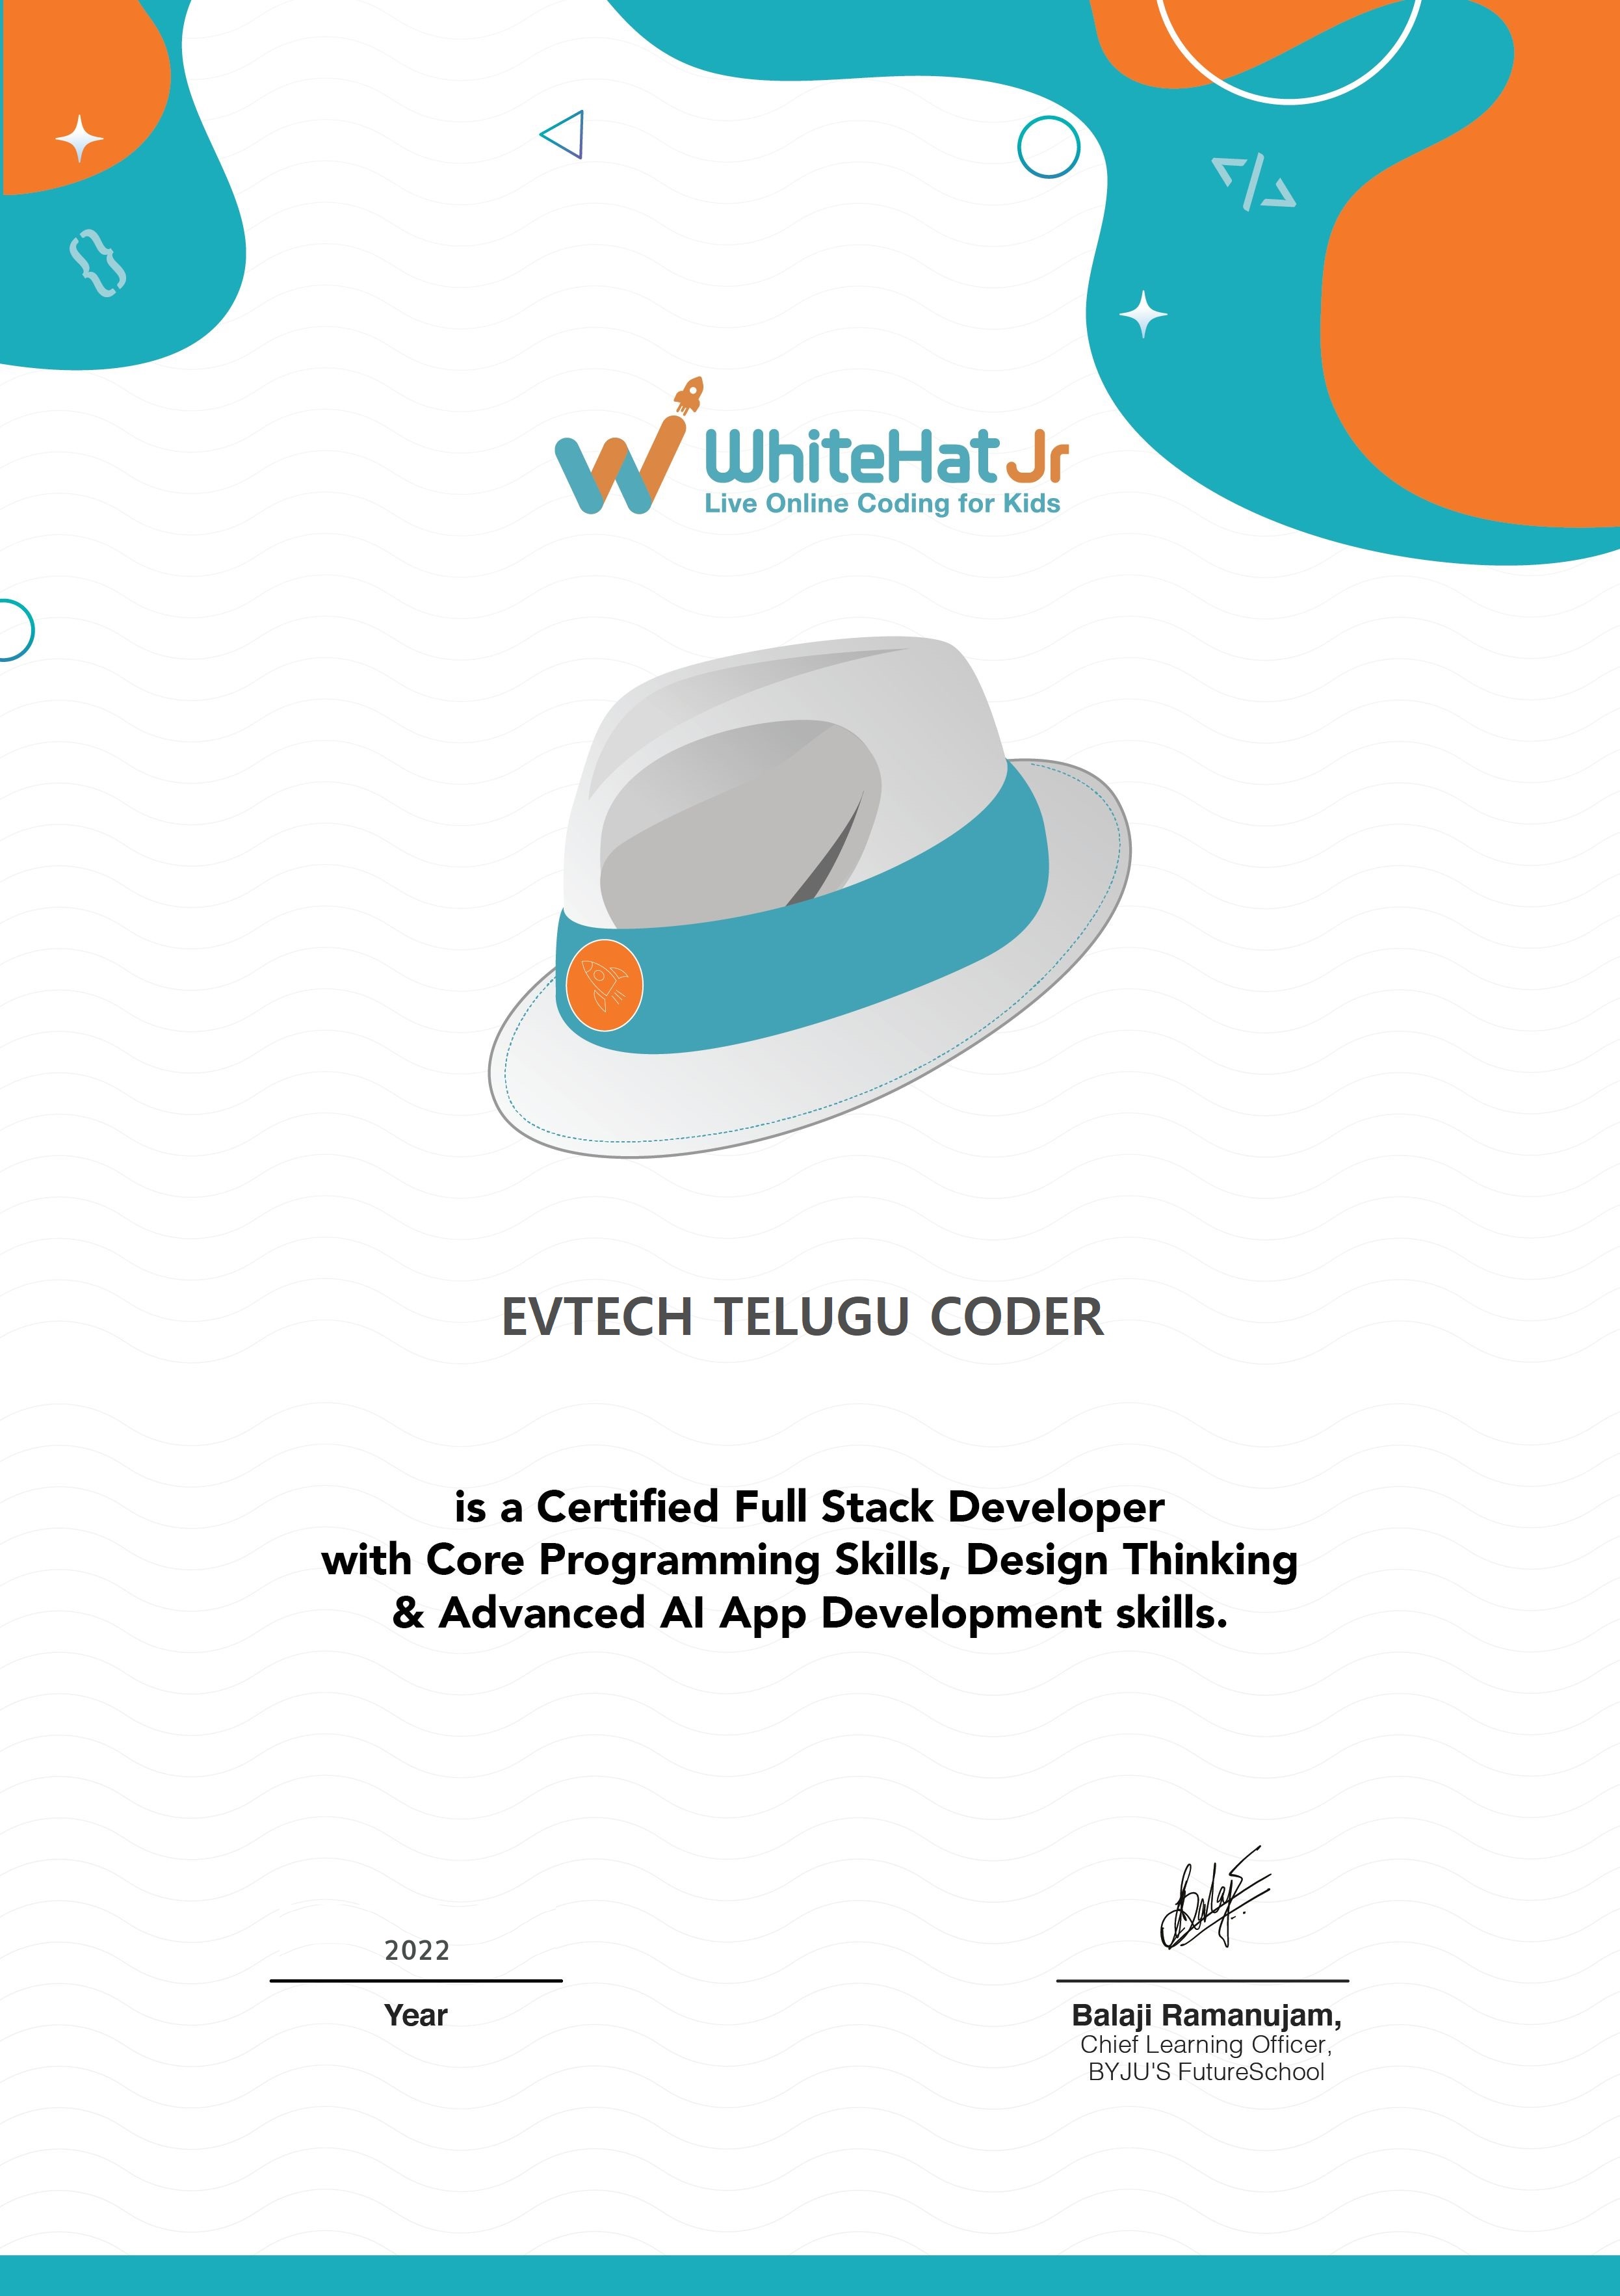 WhiteHat Jr
Live Online Coding for Kids
EVTECH TELUGU CODER
is a Certified Full Stack Developer
with Core Programming Skills, Design Thinking
& Advanced AI App Development skills.
2022
Year
Balaji
Balaji Ramanujam,
Chief Learning Officer,
BYJU'S FutureSchool